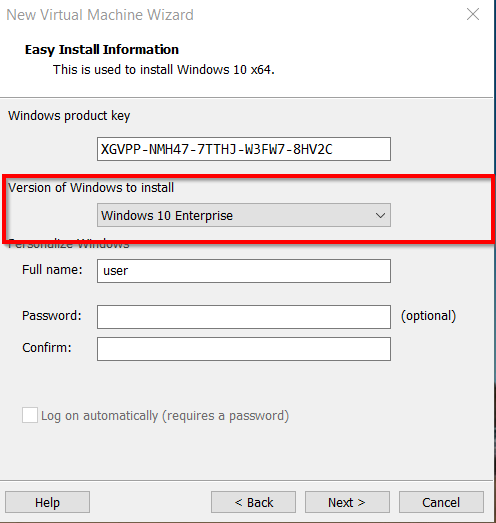 New Virtual Machine Wizard
Easy Install Information
This is used to install Windows 10 x64.
Windows product key
XGVPP-NMH47-7TTHJ-W3FW7-8HV2C
Version of Windows to install
Windows 10 Enterprise
Personalize Windows
Full name: user
Password: (optional)
Confirm:
Log on automatically (requires a password)
Help < Back Next > Cancel